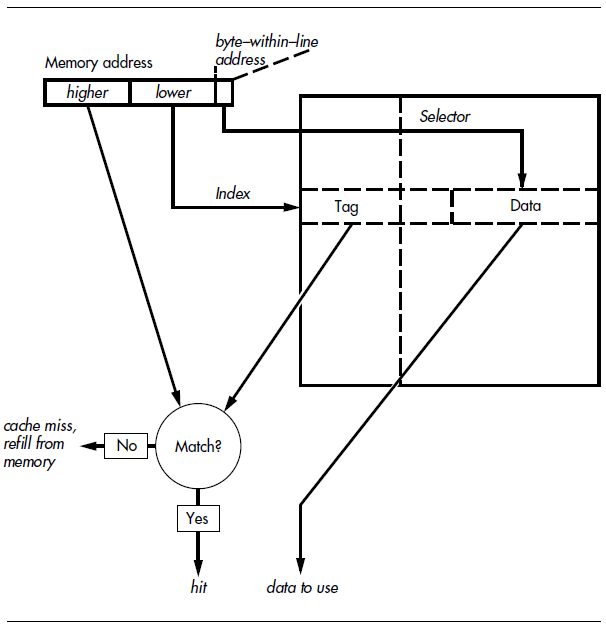 byte–within–line
address
Memory address
higher lower
Selector
Index
Tag
Data
cache miss,
refill from
memory
No
Match?
Yes
hit
data to use